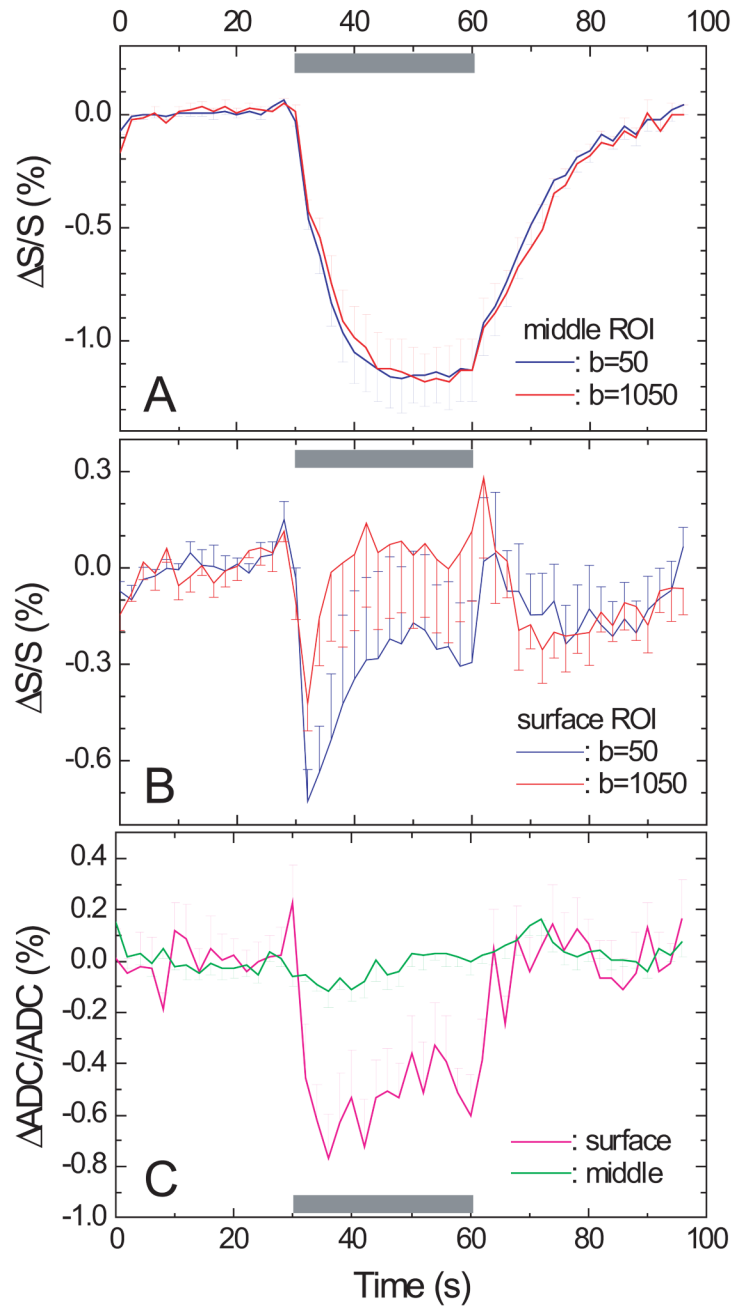 0 20 40 60 80 100
0.0
-0.5
-1.0
ΔS/S (%)
A
middle ROI
: b=50
: b=1050
0.3
0.0
-0.3
-0.6
ΔS/S (%)
B
surface ROI
: b=50
: b=1050
0.4
0.2
0.0
-0.2
-0.4
-0.6
-0.8
-1.0
ΔADC/ADC (%)
C
: surface
: middle
0 20 40 60 80 100
Time (s)